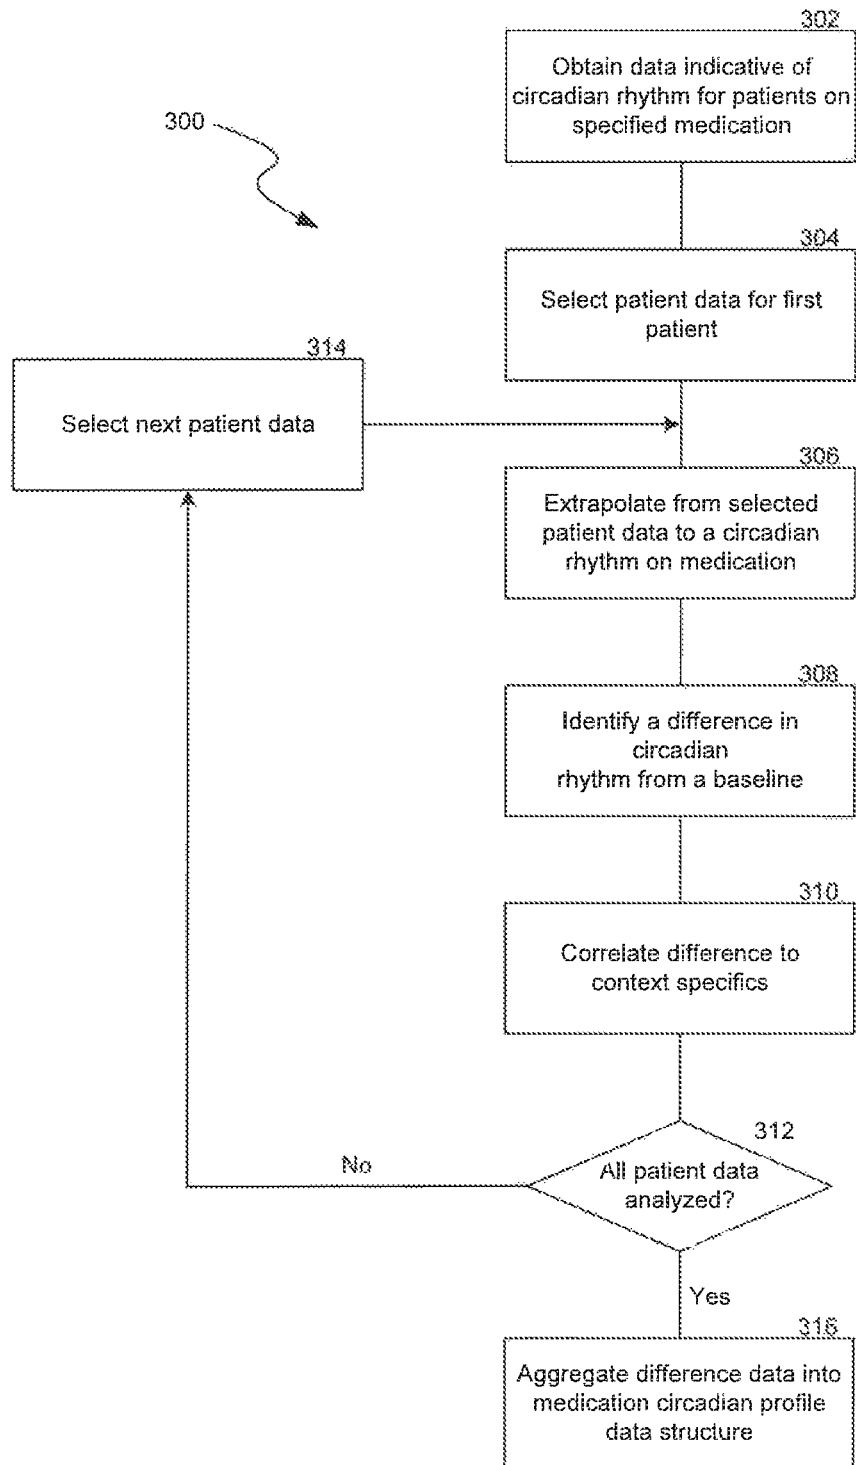 302
Obtain data indicative of
circadian rhythm for patients on
specified medication
300
304
Select patient data for first
patient
314
Select next patient data
306
Extrapolate from selected
patient data to a circadian
rhythm on medication
308
Identify a difference in
circadian
rhythm from a baseline
310
Correlate difference to
context specifics
312
All patient data
analyzed?
No
Yes
316
Aggregate difference data into
medication circadian profile
data structure